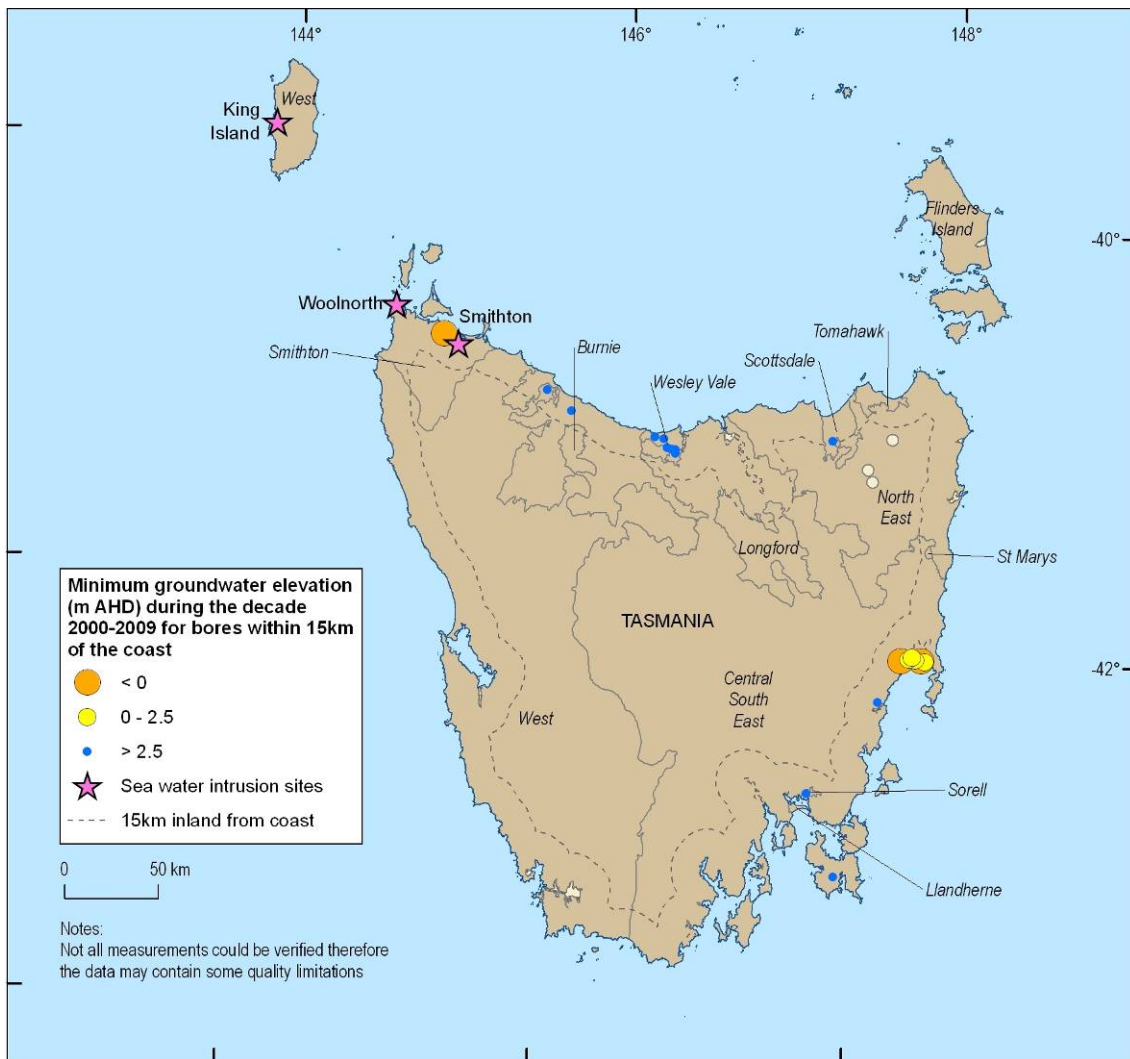 144°
146°
148°
West
King
Island
Flinders
Island
-40°
Woolnorth
Smithton
Tomahawk
Smithton
Burnie
Scottsdale
Wesley Vale
North
East
Longford
St Marys
Minimum groundwater elevation
(m AHD) during the decade
2000-2009 for bores within 15km
of the coast
< 0
0 - 2.5
> 2.5
Sea water intrusion sites
15km inland from coast
TASMANIA
-42°
Central
South
East
West
Sorell
Llandherne
0 50 km
Notes:
Not all measurements could be verified therefore
the data may contain some quality limitations